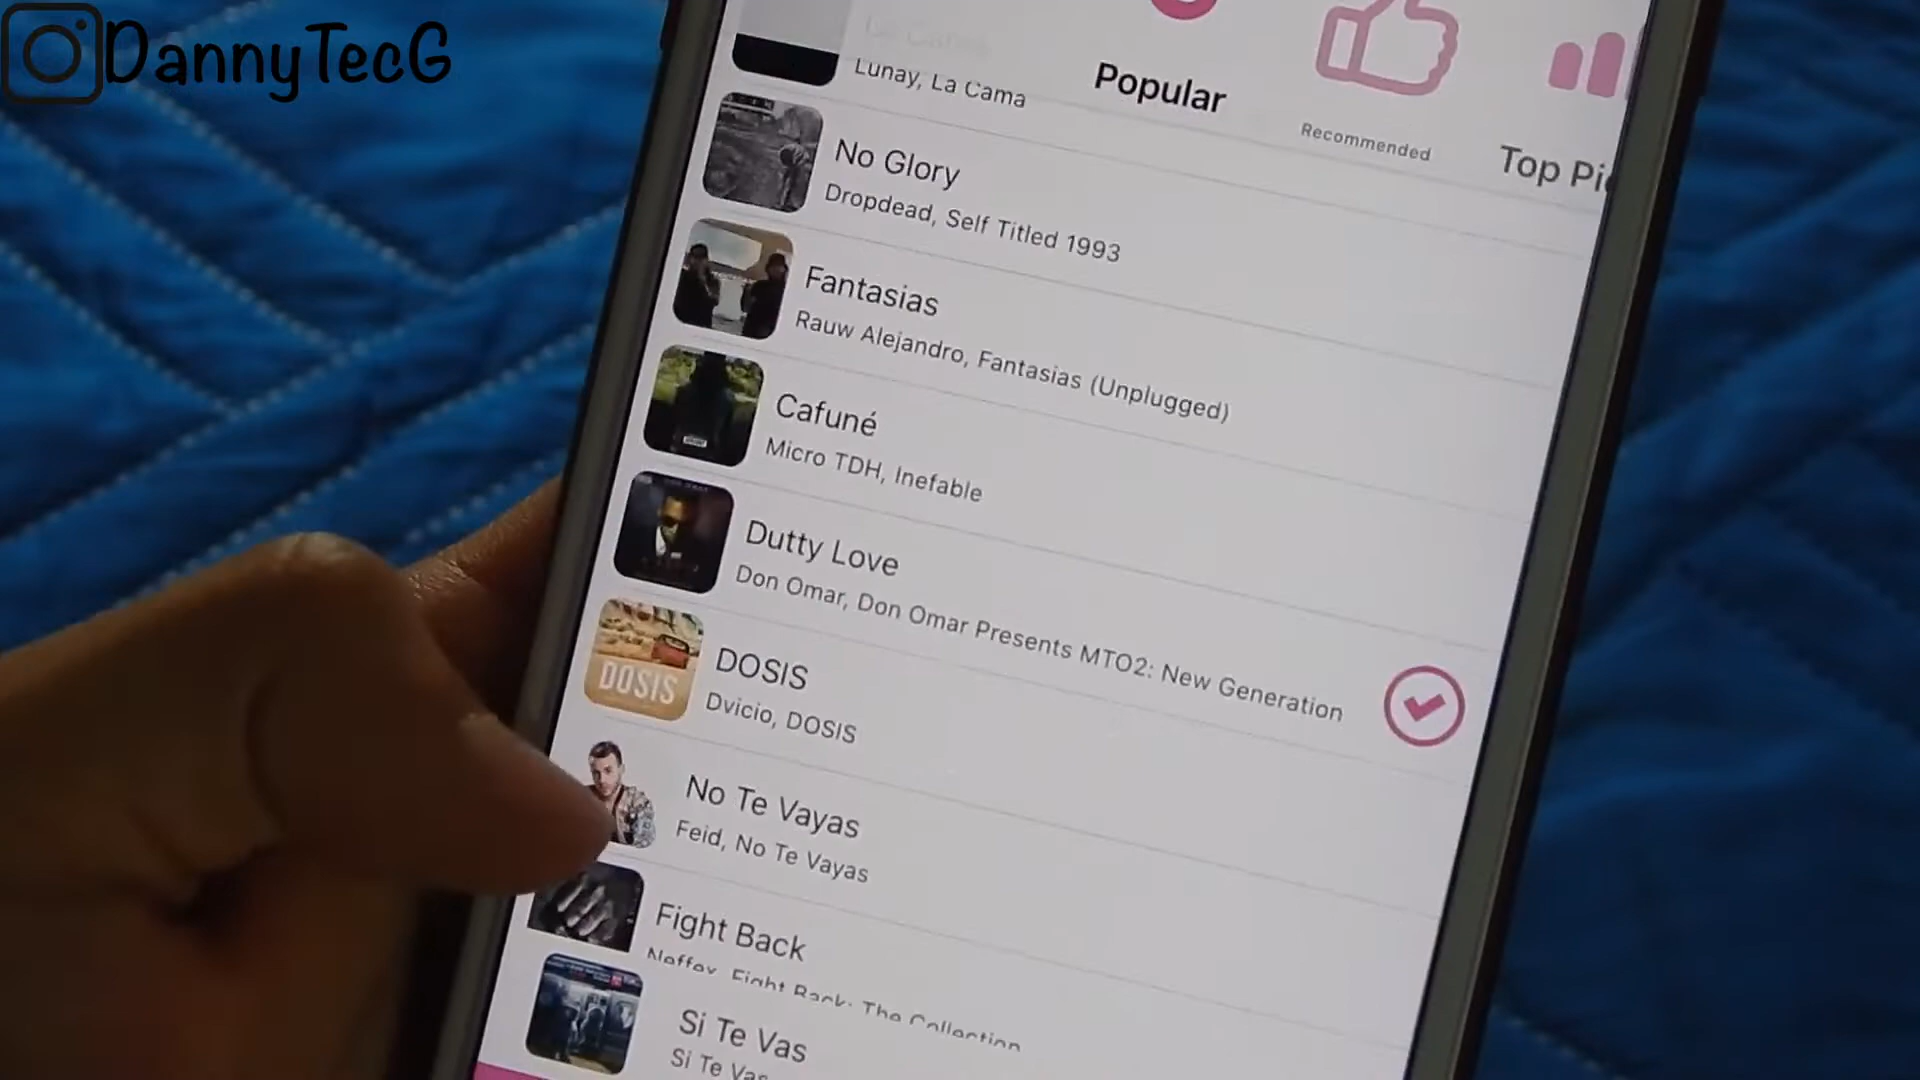 DannyTecG
Lunay, La Cama
Popular
Recommended
Top Pi
No Glory
Dropdead, Self Titled 1993
Fantasias
Rauw Alejandro, Fantasias (Unplugged)
Cafuné
Micro TDH, Inefable
Dutty Love
Don Omar, Don Omar Presents MTO2: New Generation
DOSIS
DOSIS
Dvicio, DOSIS
No Te Vayas
Feid, No Te Vayas
Fight Back
Neffex, Fight Back: The Collection
Si Te Vas
Si Te Vas